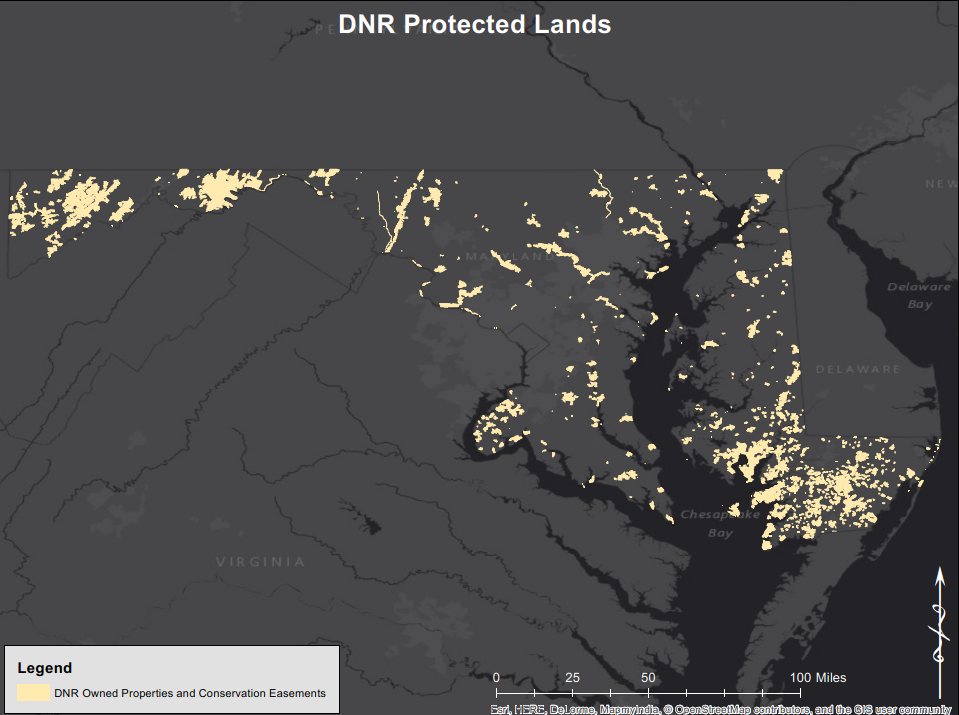 DNR Protected Lands
NEW
MARYLAND
Delaware
Bay
DELAWARE
Chesapeake
Bay
VIRGINIA
Legend
DNR Owned Properties and Conservation Easements
0 25 50 100 Miles
Esri, HERE, DeLorme, MapmyIndia, © OpenStreetMap contributors, and the GIS user community